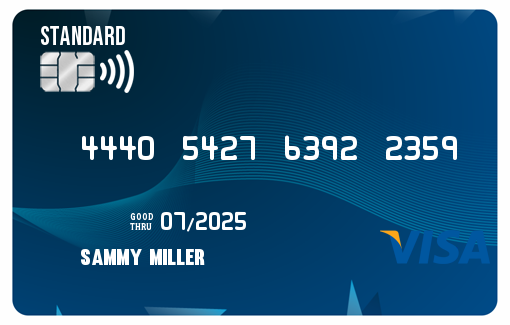 STANDARD
4440 5427 6392 2359
GOOD THRU 07/2025
SAMMY MILLER
VISA